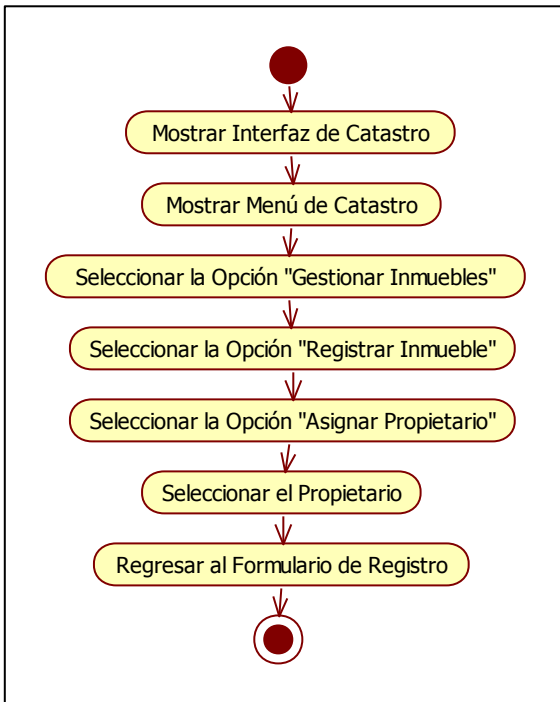 Mostrar Interfaz de Catastro
Mostrar Menú de Catastro
Seleccionar la Opción "Gestionar Inmuebles"
Seleccionar la Opción "Registrar Inmueble"
Seleccionar la Opción "Asignar Propietario"
Seleccionar el Propietario
Regresar al Formulario de Registro